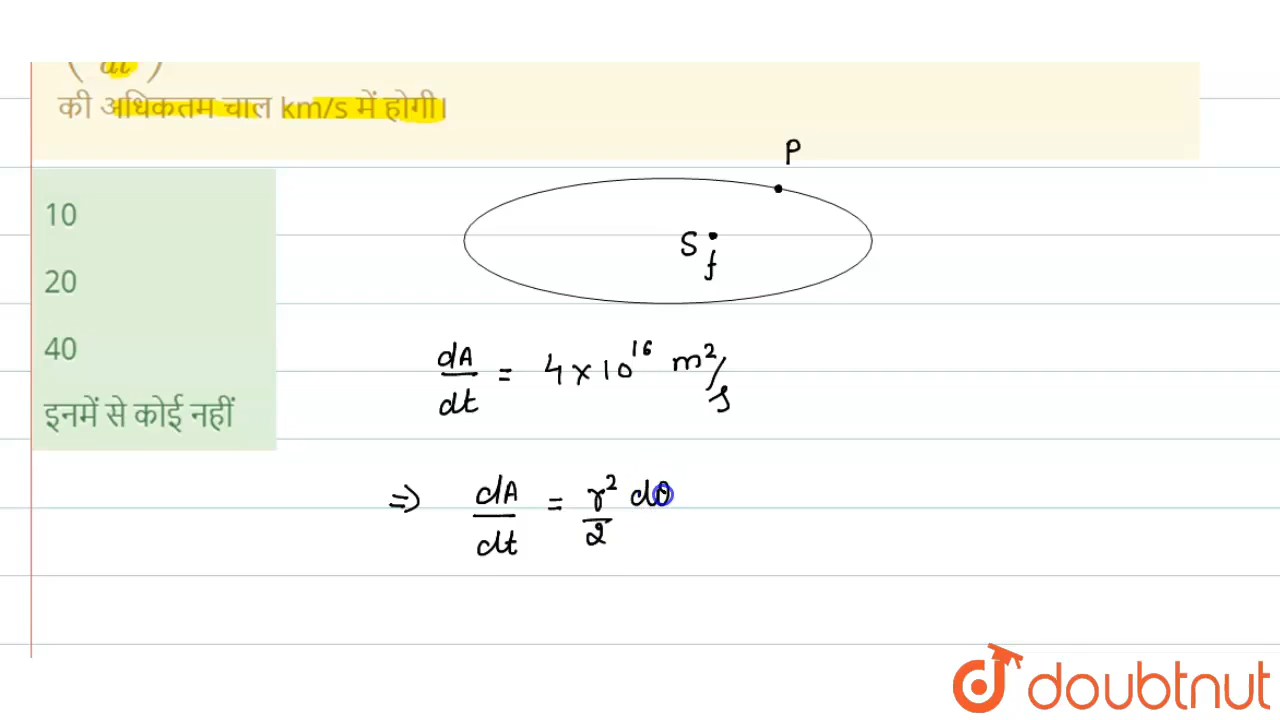 की अधिकतम चाल km/s में होगी।
10
20
40
इनमें से कोई नहीं
P
S
f
dA/dt = 4 × 10^16 m²/s
⇒ dA/dt = r²/2 dθ
doubtnut